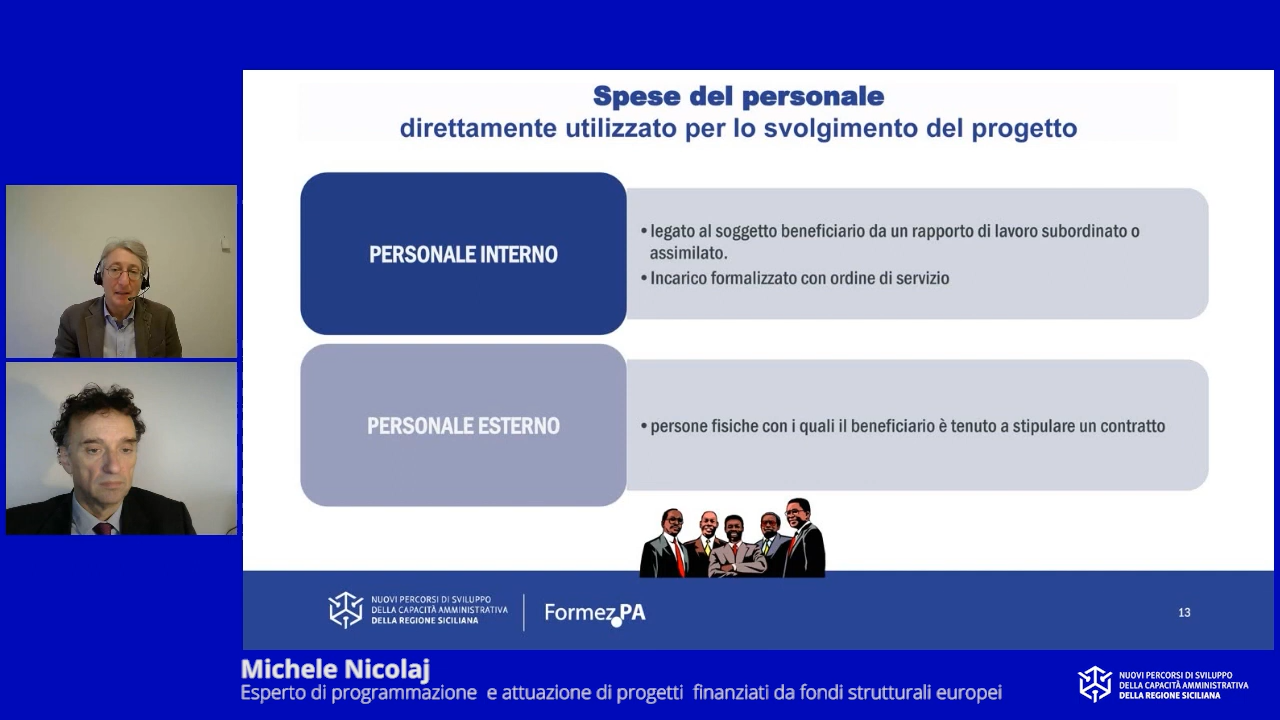 Spese del personale
direttamente utilizzato per lo svolgimento del progetto
PERSONALE INTERNO
•legato al soggetto beneficiario da un rapporto di lavoro subordinato o
assimilato.
•Incarico formalizzato con ordine di servizio
PERSONALE ESTERNO
•persone fisiche con i quali il beneficiario è tenuto a stipulare un contratto
NUOVI PERCORSI DI SVILUPPO
DELLA CAPACITÀ AMMINISTRATIVA
DELLA REGIONE SICILIANA
Formez PA
13
Michele Nicolaj
Esperto di programmazione e attuazione di progetti finanziati da fondi strutturali europei
NUOVI PERCORSI DI SVILUPPO
DELLA CAPACITÀ AMMINISTRATIVA
DELLA REGIONE SICILIANA